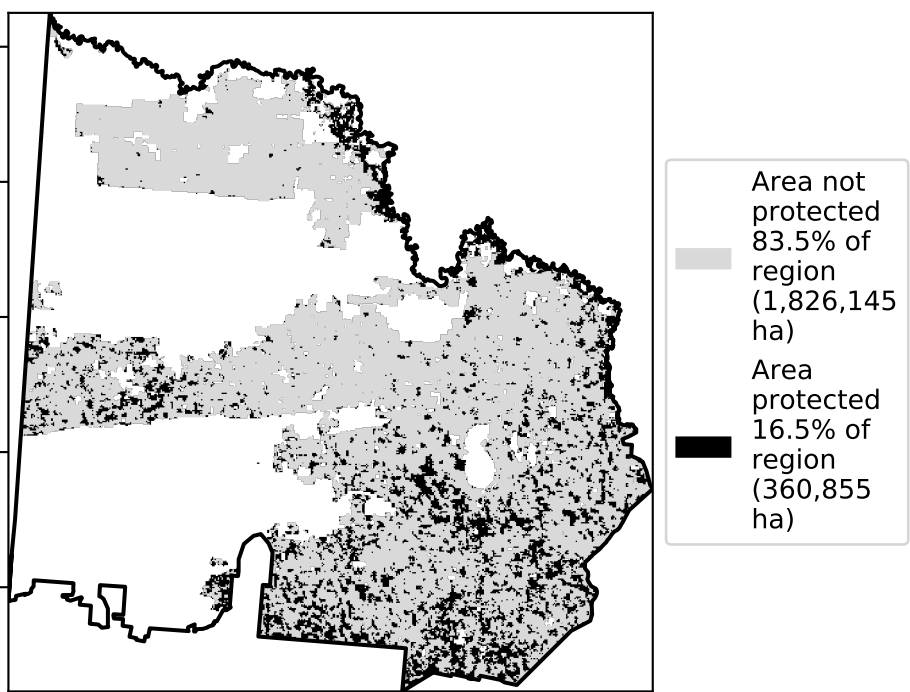 Area not
protected
83.5% of
region
(1,826,145
ha)
Area
protected
16.5% of
region
(360,855
ha)